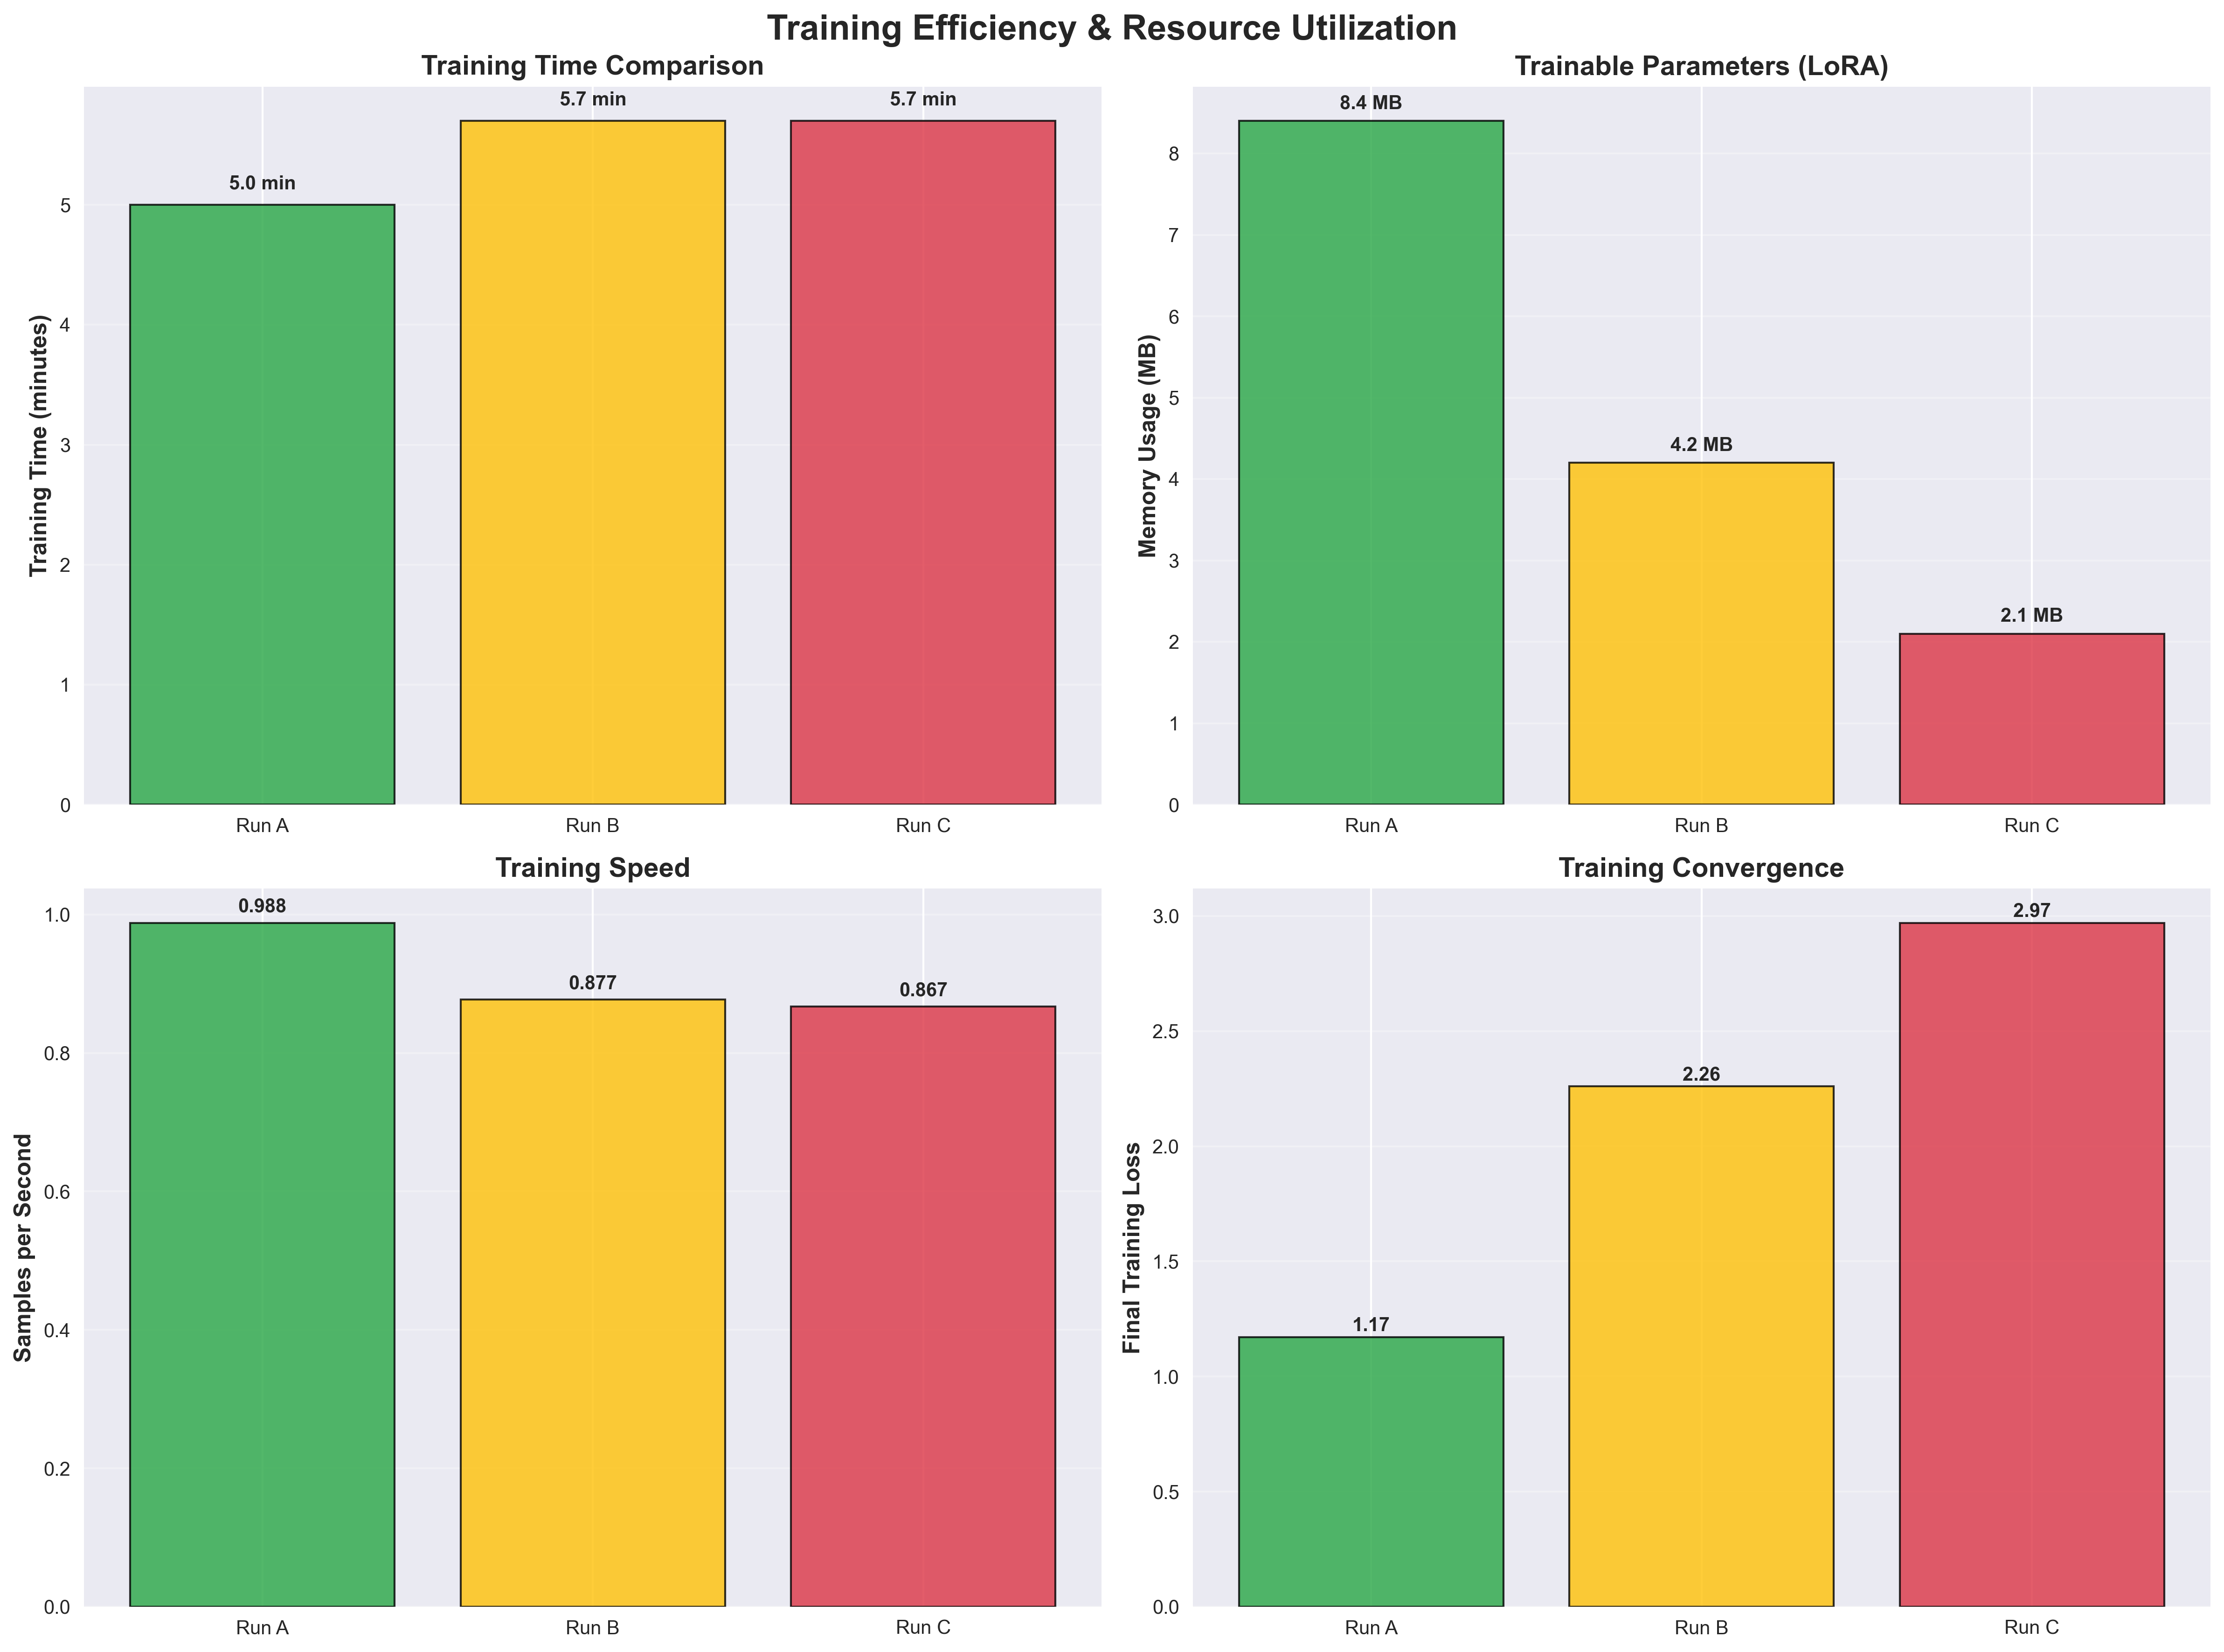 Training Efficiency & Resource Utilization
Training Time Comparison
Training Time (minutes)
5
4
3
2
1
0
5.0 min
5.7 min
5.7 min
Run A
Run B
Run C
Trainable Parameters (LoRA)
Memory Usage (MB)
8
7
6
5
4
3
2
1
0
8.4 MB
4.2 MB
2.1 MB
Run A
Run B
Run C
Training Speed
Samples per Second
1.0
0.8
0.6
0.4
0.2
0.0
0.988
0.877
0.867
Run A
Run B
Run C
Training Convergence
Final Training Loss
3.0
2.5
2.0
1.5
1.0
0.5
0.0
1.17
2.26
2.97
Run A
Run B
Run C